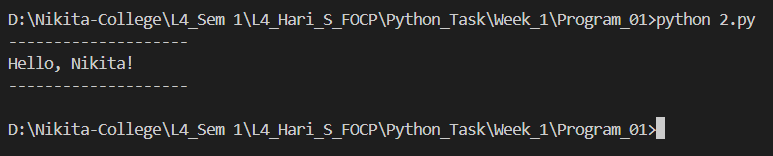 D:\Nikita-College\L4_Sem 1\L4_Hari_S_FOCP\Python_Task\Week_1\Program_01>python 2.py
--------------------
Hello, Nikita!
--------------------
D:\Nikita-College\L4_Sem 1\L4_Hari_S_FOCP\Python_Task\Week_1\Program_01>